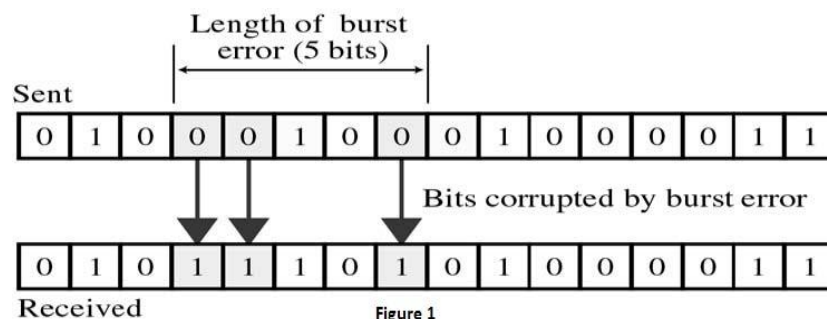 Length of burst
error (5 bits)
Sent
0 1 0 0 0 1 0 0 0 1 0 0 0 0 1 1
Bits corrupted by burst error
0 1 0 1 1 1 0 1 0 1 0 0 0 0 1 1
Received
Figure 1